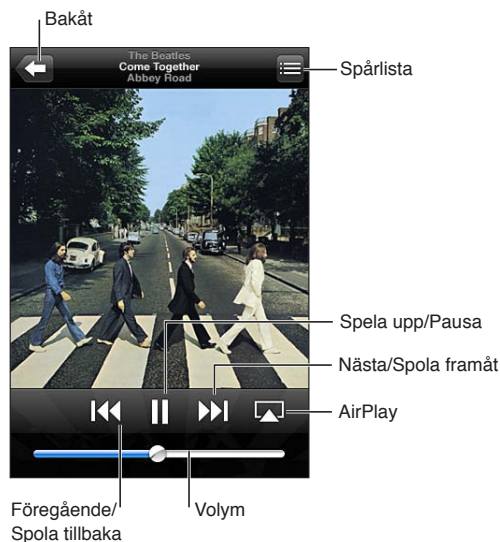 Bakåt
The Beatles
Come Together
Abbey Road
Spårlista
Spela upp/Pausa
Nästa/Spola framåt
AirPlay
Föregående/
Spola tillbaka
Volym